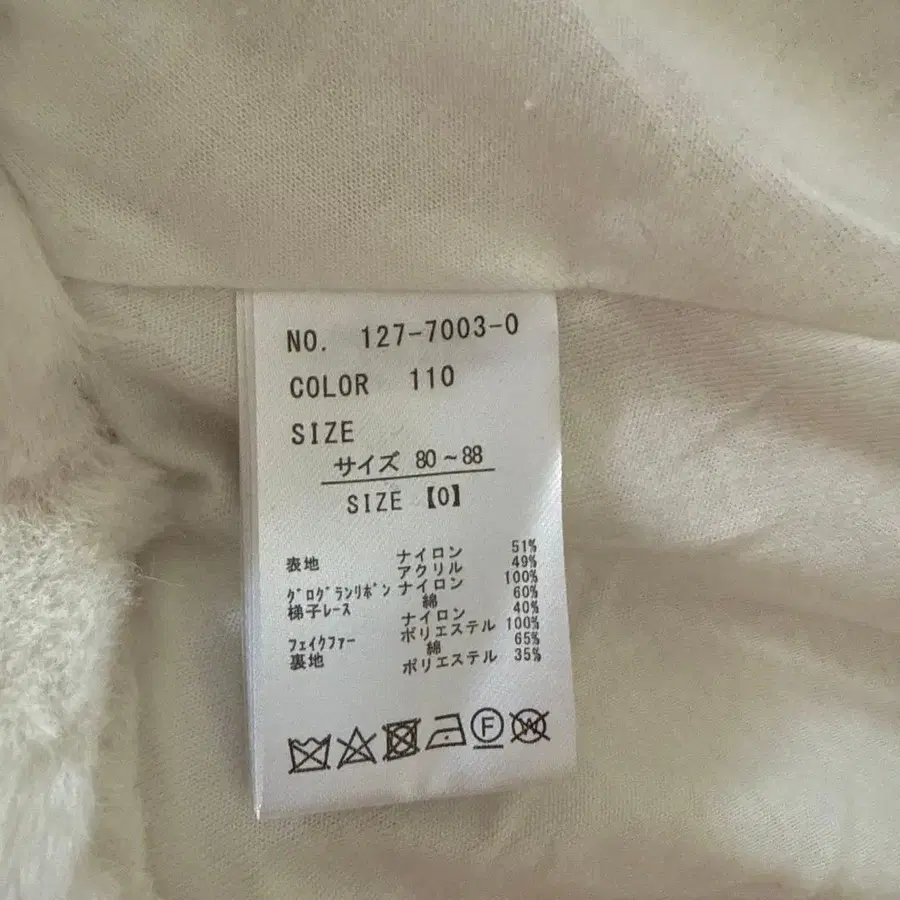 NO. 127-7003-0
COLOR 110
SIZE
サイズ 80～88
SIZE【0】
表地 ナイロン 51%
アクリル 49%
ｸﾞﾛｸﾞﾗﾝﾘﾎﾞﾝ ナイロン 100%
梯子ﾚｰｽ 綿 60%
ナイロン 40%
ﾌｪｲｸﾌｧｰ ポリエステル 100%
裏地 綿 65%
ポリエステル 35%
F W